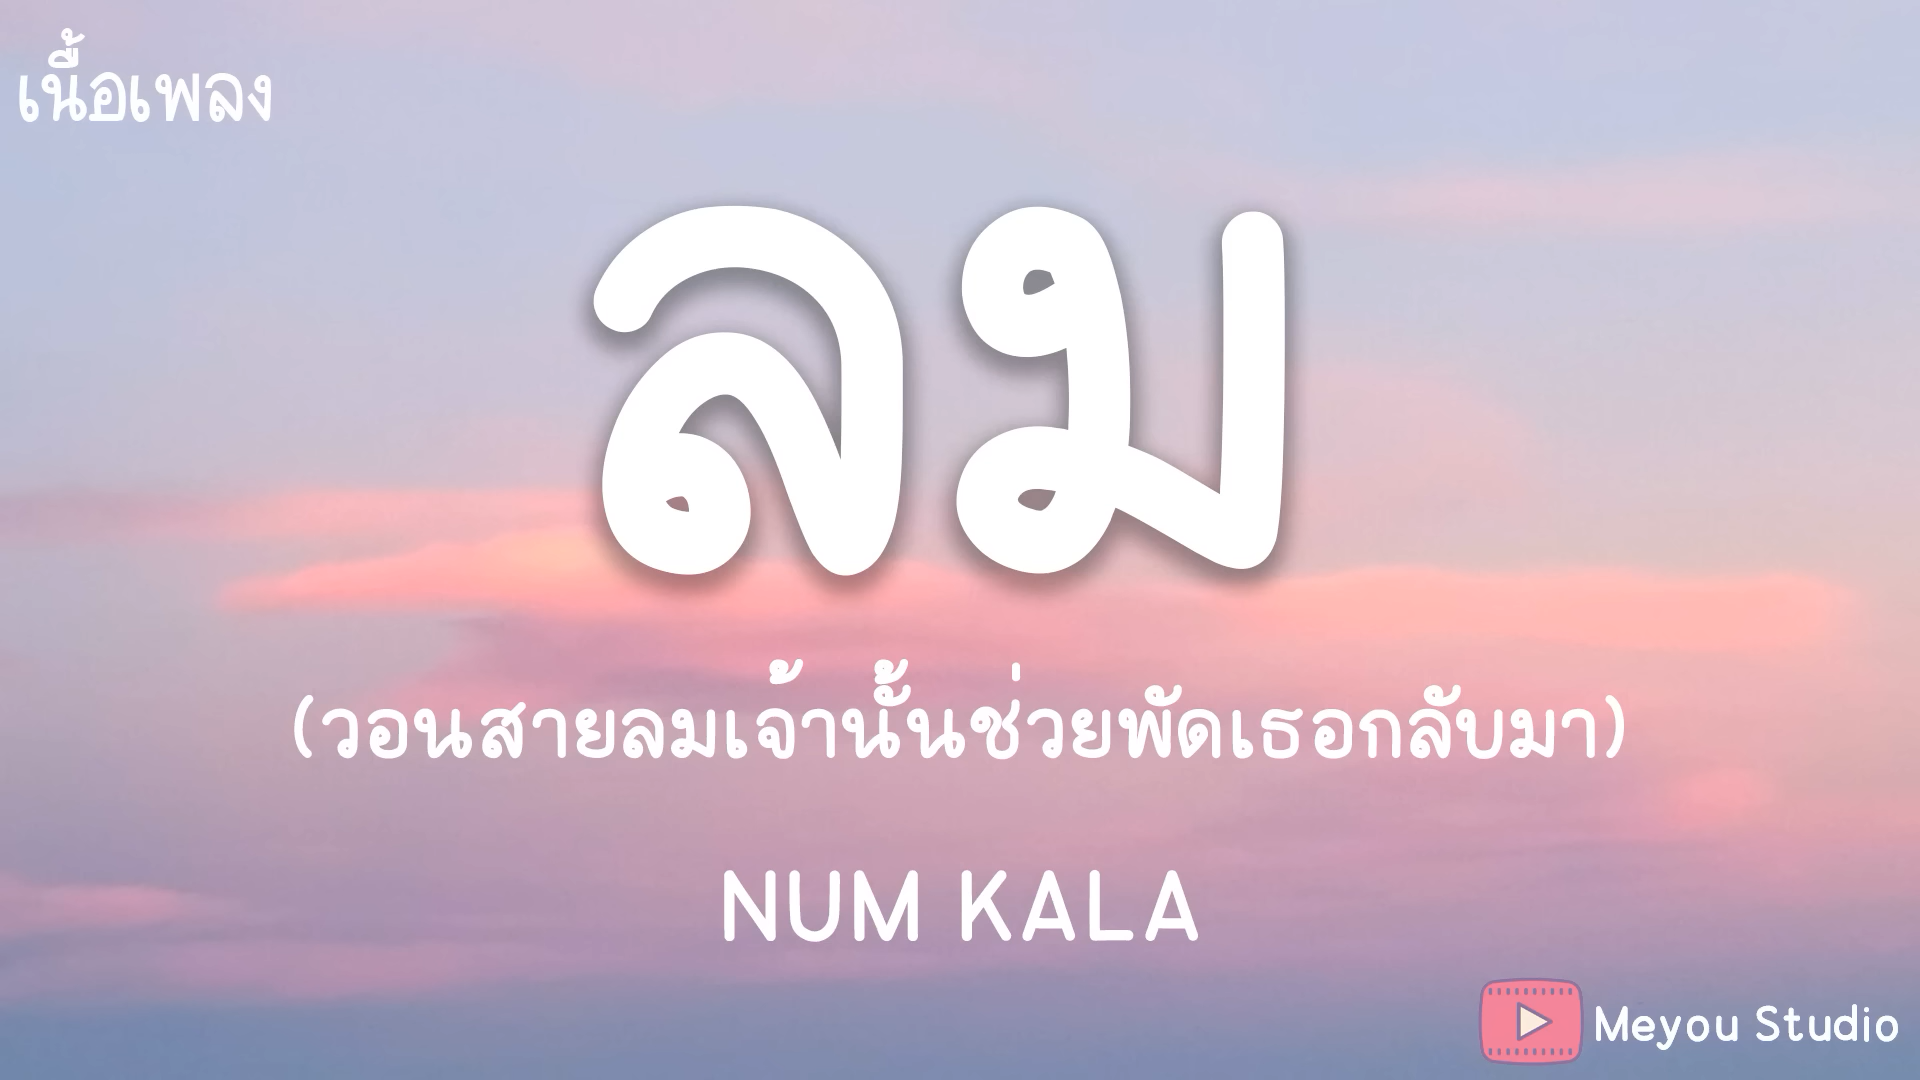 เนื้อเพลง
ลม
(วอนสายลมเจ้านั้นช่วยพัดเธอกลับมา)
NUM KALA
Meyou Studio